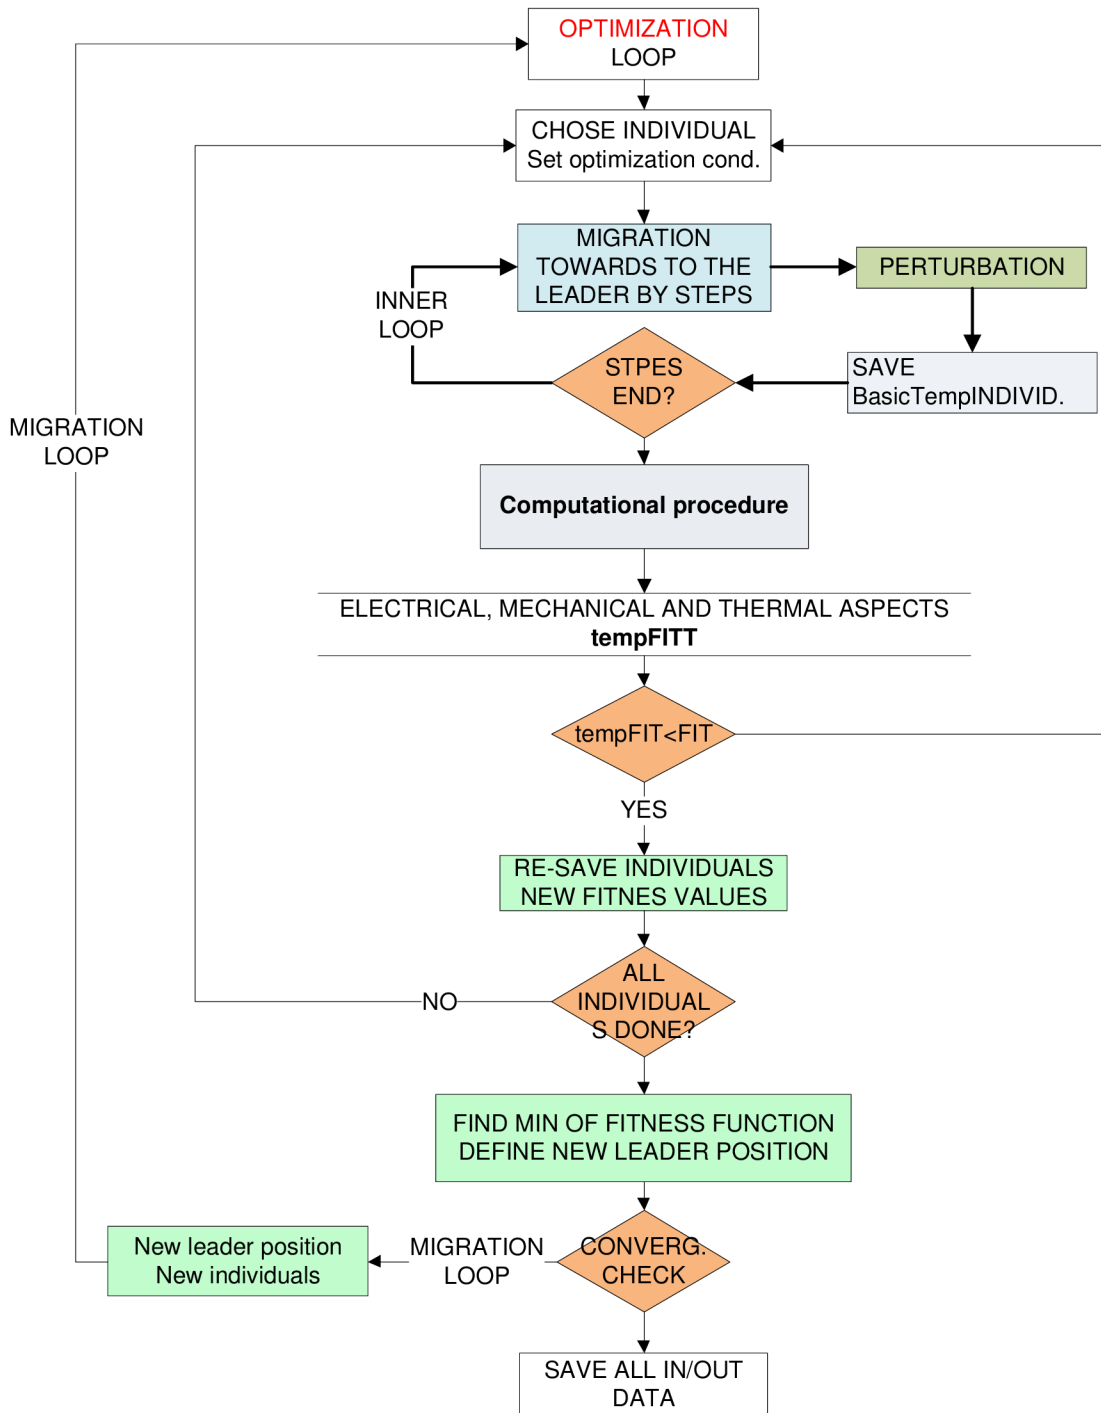 OPTIMIZATION
LOOP
CHOSE INDIVIDUAL
Set optimization cond.
MIGRATION
TOWARDS TO THE
LEADER BY STEPS
PERTURBATION
INNER
LOOP
STPES
END?
SAVE
BasicTempINDIVID.
MIGRATION
LOOP
Computational procedure
ELECTRICAL, MECHANICAL AND THERMAL ASPECTS
tempFITT
tempFIT<FIT
YES
RE-SAVE INDIVIDUALS
NEW FITNES VALUES
ALL
INDIVIDUAL
S DONE?
NO
FIND MIN OF FITNESS FUNCTION
DEFINE NEW LEADER POSITION
New leader position
New individuals
MIGRATION
LOOP
CONVERG.
CHECK
SAVE ALL IN/OUT
DATA